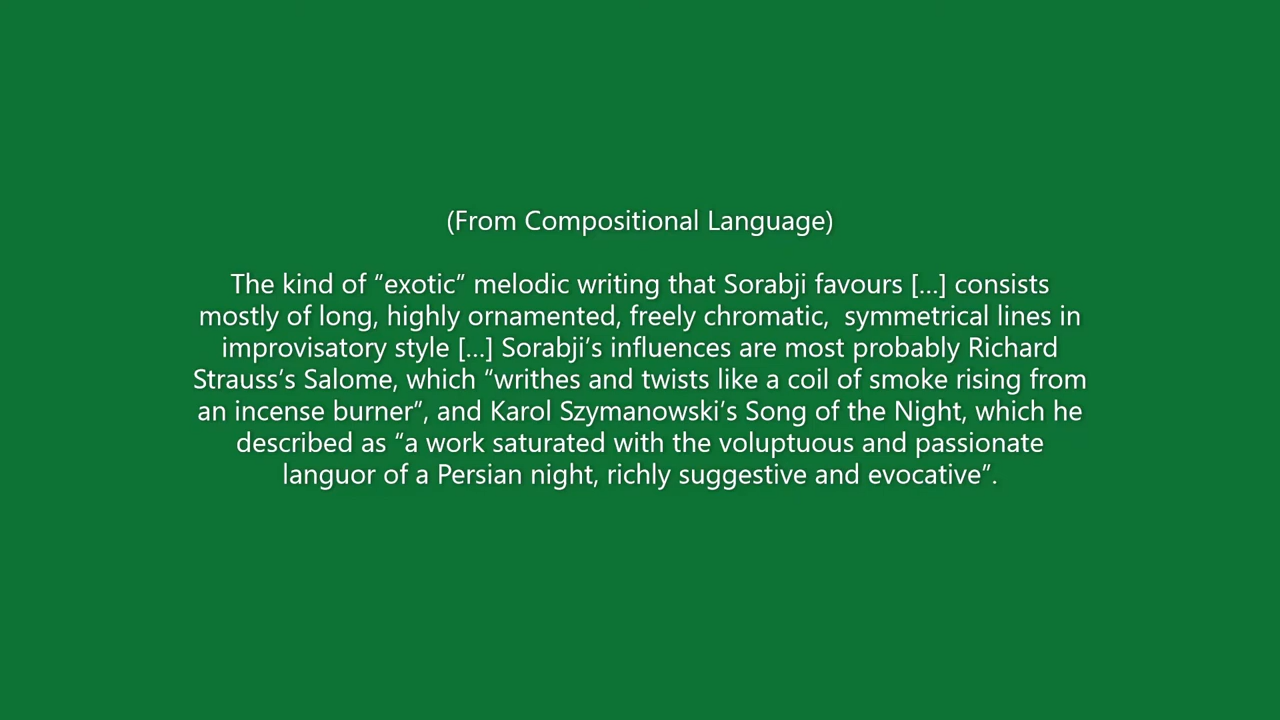 (From Compositional Language)
The kind of “exotic” melodic writing that Sorabji favours [...] consists
mostly of long, highly ornamented, freely chromatic,  symmetrical lines in
improvisatory style [...] Sorabji’s influences are most probably Richard
Strauss’s Salome, which “writhes and twists like a coil of smoke rising from
an incense burner”, and Karol Szymanowski’s Song of the Night, which he
described as “a work saturated with the voluptuous and passionate
languor of a Persian night, richly suggestive and evocative”.